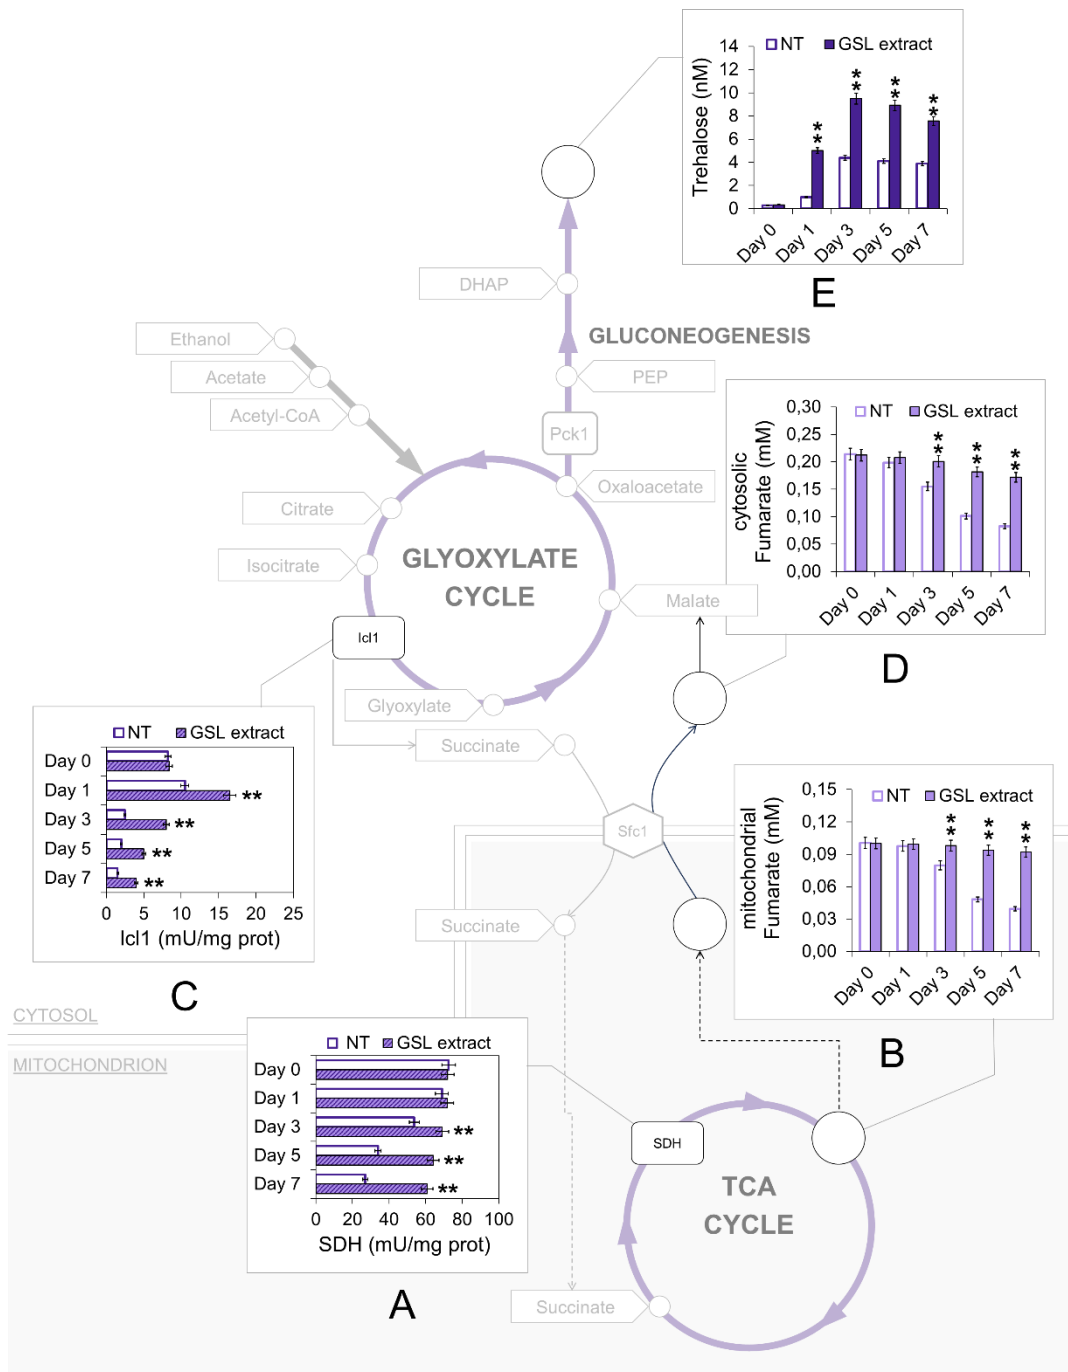 NT GSL extract
14
12
10
8
6
4
2
0
Trehalose (nM)
** ** ** **
Day 0 Day 1 Day 3 Day 5 Day 7
E
DHAP
GLUCONEOGENESIS
Ethanol
Acetate
Acetyl-CoA
PEP
Pck1
Oxaloacetate
Citrate
Isocitrate
GLYOXYLATE
CYCLE
Malate
Icl1
Glyoxylate
Succinate
NT GSL extract
0,30
0,25
0,20
0,15
0,10
0,05
0,00
cytosolic
Fumarate (mM)
** ** **
Day 0 Day 1 Day 3 Day 5 Day 7
D
NT GSL extract
Day 0
Day 1 **
Day 3 **
Day 5 **
Day 7 **
0 5 10 15 20 25
Icl1 (mU/mg prot)
C
Sfc1
Succinate
NT GSL extract
0,15
0,12
0,09
0,06
0,03
0,00
mitochondrial
Fumarate (mM)
** ** **
Day 0 Day 1 Day 3 Day 5 Day 7
B
CYTOSOL
MITOCHONDRION
NT GSL extract
Day 0
Day 1
Day 3 **
Day 5 **
Day 7 **
0 20 40 60 80 100
SDH (mU/mg prot)
A
SDH
TCA
CYCLE
Succinate